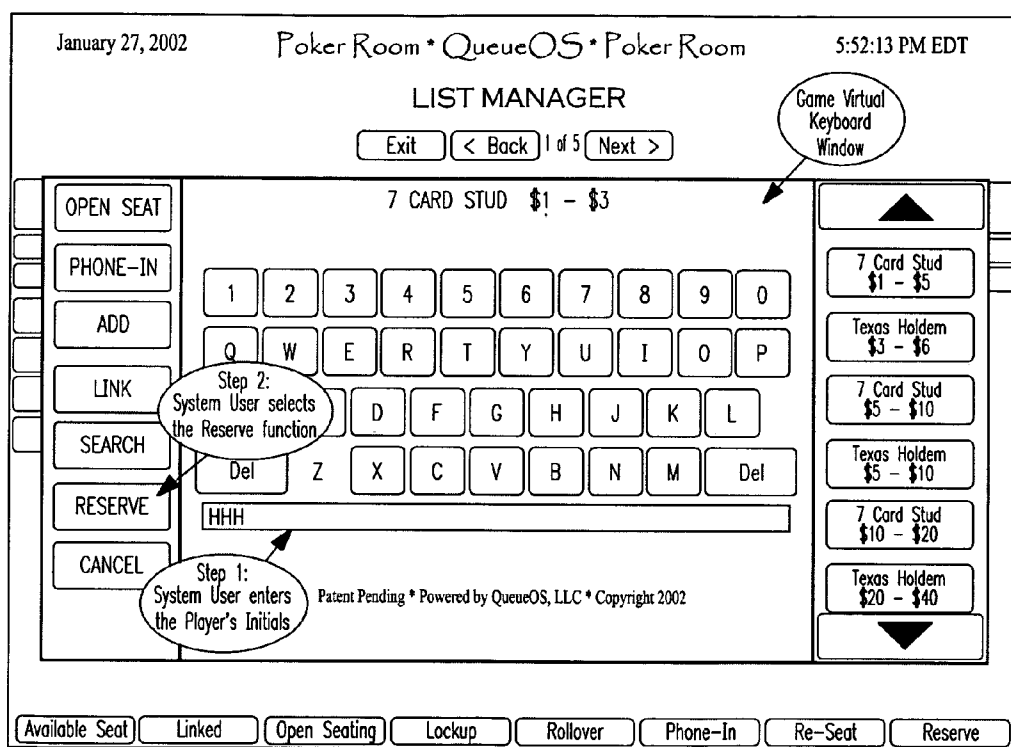 January 27, 2002
Poker Room * QueueOS * Poker Room
5:52:13 PM EDT
LIST MANAGER
Exit
< Back
1 of 5
Next >
Game Virtual
Keyboard
Window
OPEN SEAT
PHONE-IN
ADD
LINK
SEARCH
RESERVE
CANCEL
7 CARD STUD $1 - $3
1 2 3 4 5 6 7 8 9 0
Q W E R T Y U I O P
D F G H J K L
Del Z X C V B N M Del
HHH
Step 2:
System User selects
the Reserve function
Step 1:
System User enters
the Player's Initials
Patent Pending * Powered by QueueOS, LLC * Copyright 2002
7 Card Stud
$1 - $5
Texas Holdem
$3 - $6
7 Card Stud
$5 - $10
Texas Holdem
$5 - $10
7 Card Stud
$10 - $20
Texas Holdem
$20 - $40
Available Seat
Linked
Open Seating
Lockup
Rollover
Phone-In
Re-Seat
Reserve